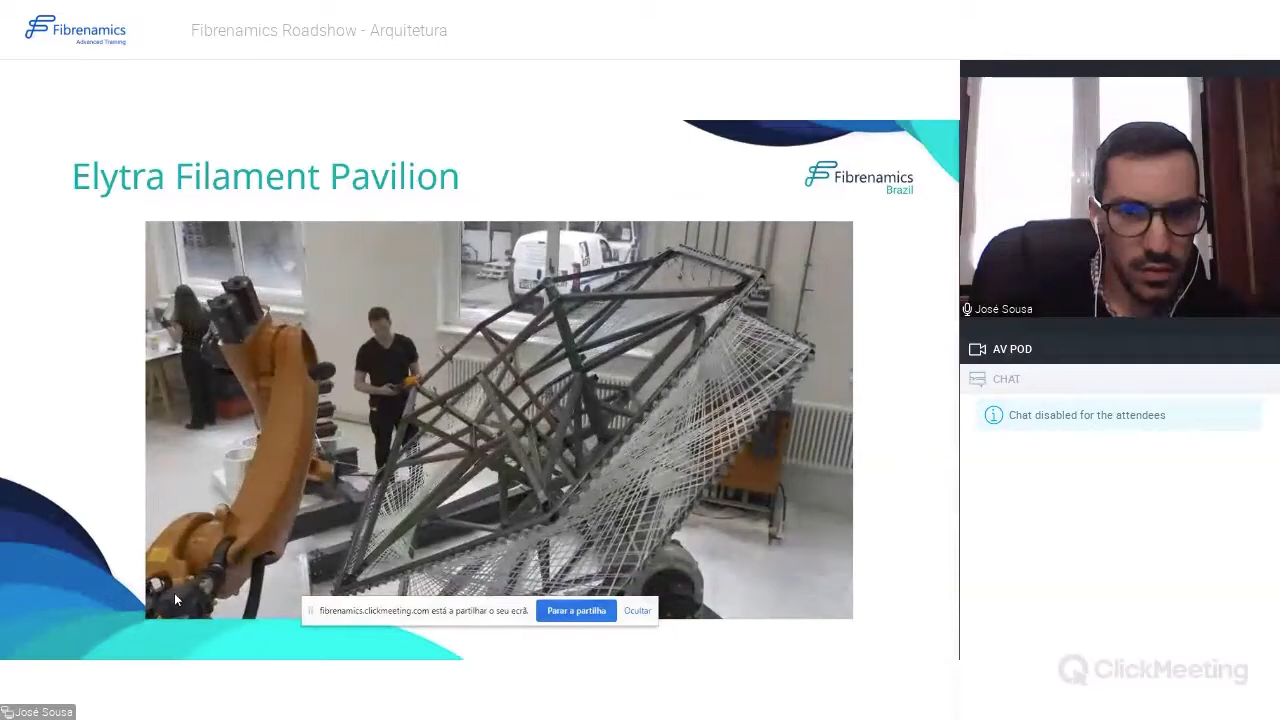 Fibrenamics
Advanced Training
Fibrenamics Roadshow - Arquitetura
Elytra Filament Pavilion
Fibrenamics
Brazil
José Sousa
AV POD
CHAT
Chat disabled for the attendees
fibrenamics.clickmeeting.com está a partilhar o seu ecrã.
Parar a partilha
Ocultar
ClickMeeting
José Sousa